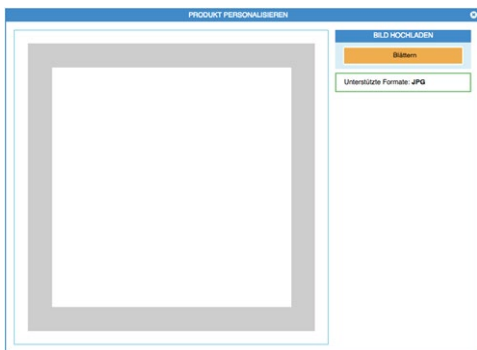 PRODUKT PERSONALISIEREN
BILD HOCHLADEN
Blättern
Unterstützte Formate: JPG